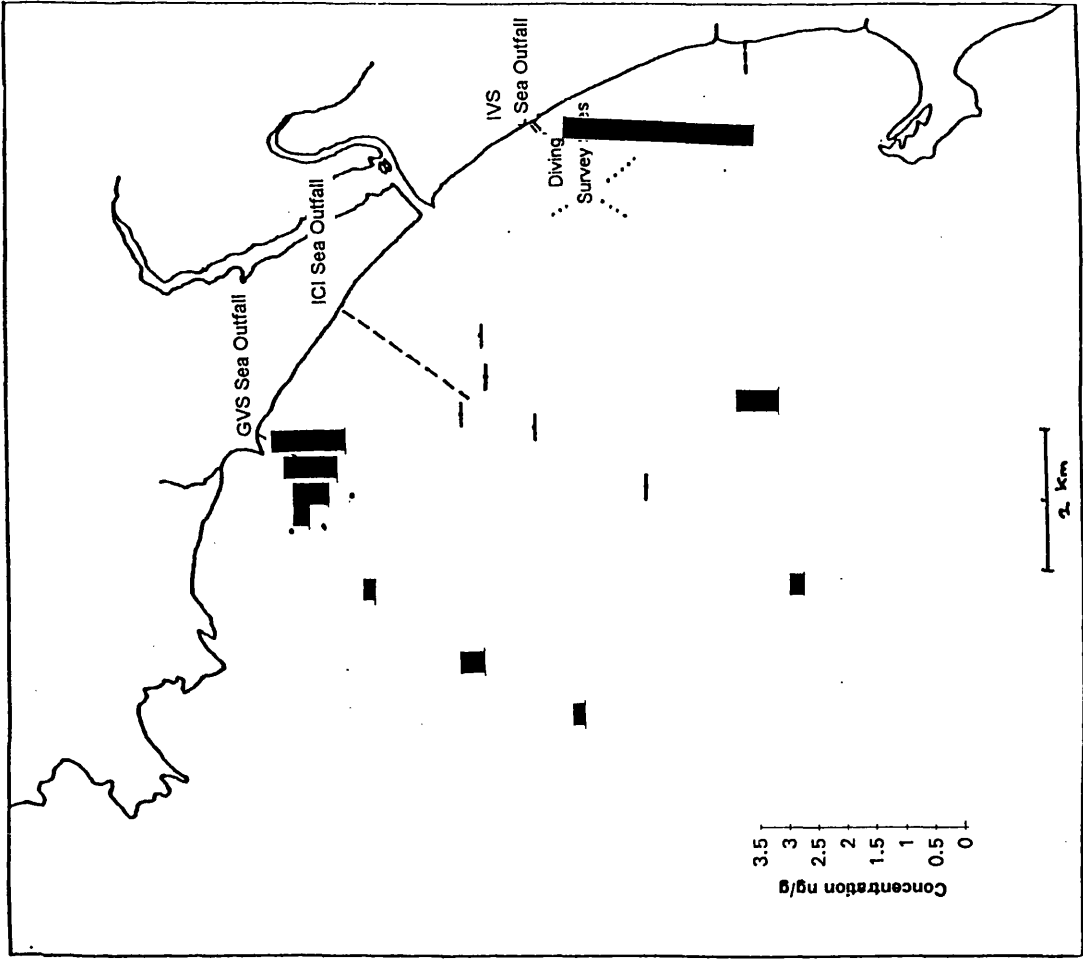 GVS Sea Outfall
ICI Sea Outfall
IVS
Sea Outfall
Diving
Survey
es
2 km
Concentration ng/g
3.5
3
2.5
2
1.5
1
0.5
0